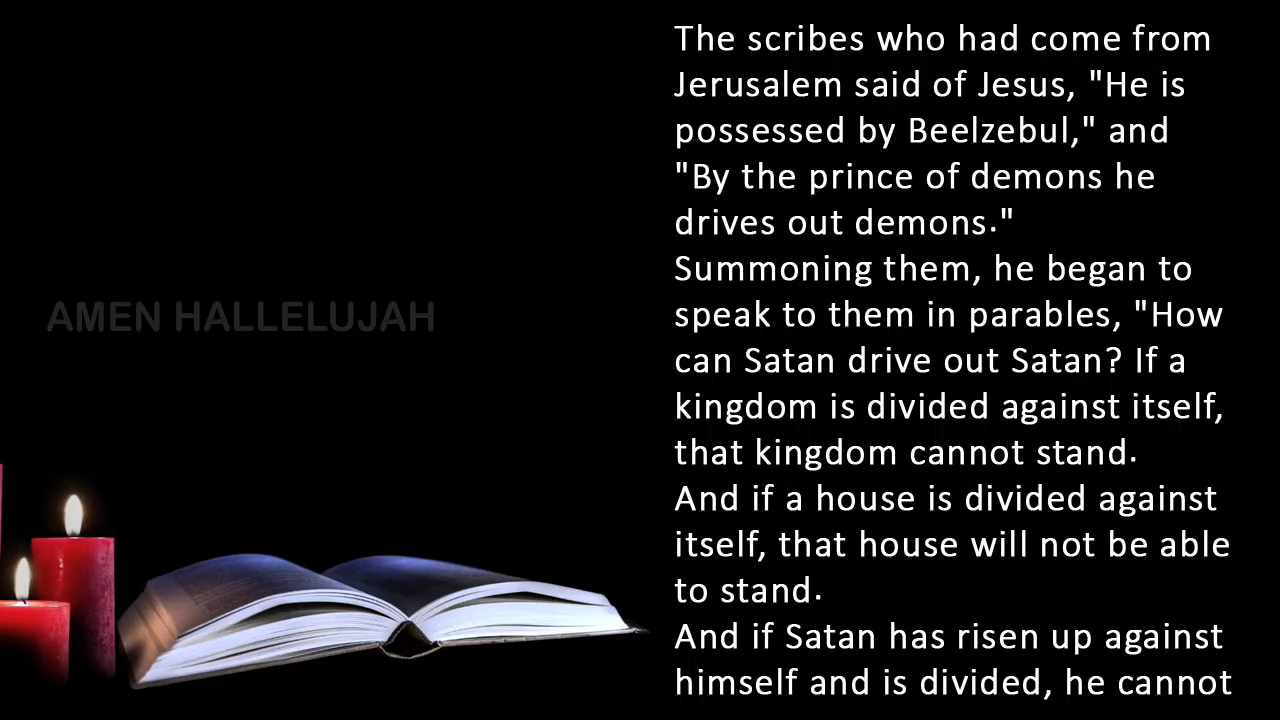 The scribes who had come from
Jerusalem said of Jesus, "He is
possessed by Beelzebul," and
"By the prince of demons he
drives out demons."
Summoning them, he began to
speak to them in parables, "How
can Satan drive out Satan? If a
kingdom is divided against itself,
that kingdom cannot stand.
And if a house is divided against
itself, that house will not be able
to stand.
And if Satan has risen up against
himself and is divided, he cannot
AMEN HALLELUJAH